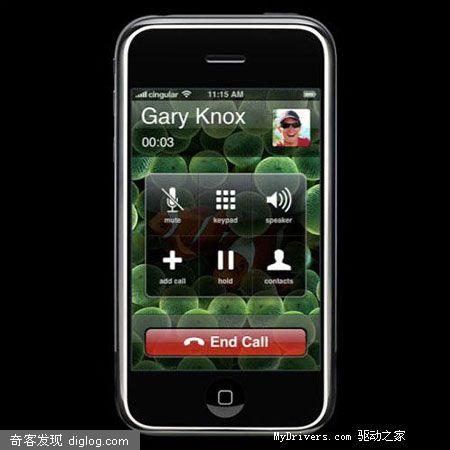 cingular 11:15 AM
Gary Knox
00:03
mute keypad speaker
add call hold contacts
End Call
奇客发现 diglog.com
MyDrivers.com 驱动之家